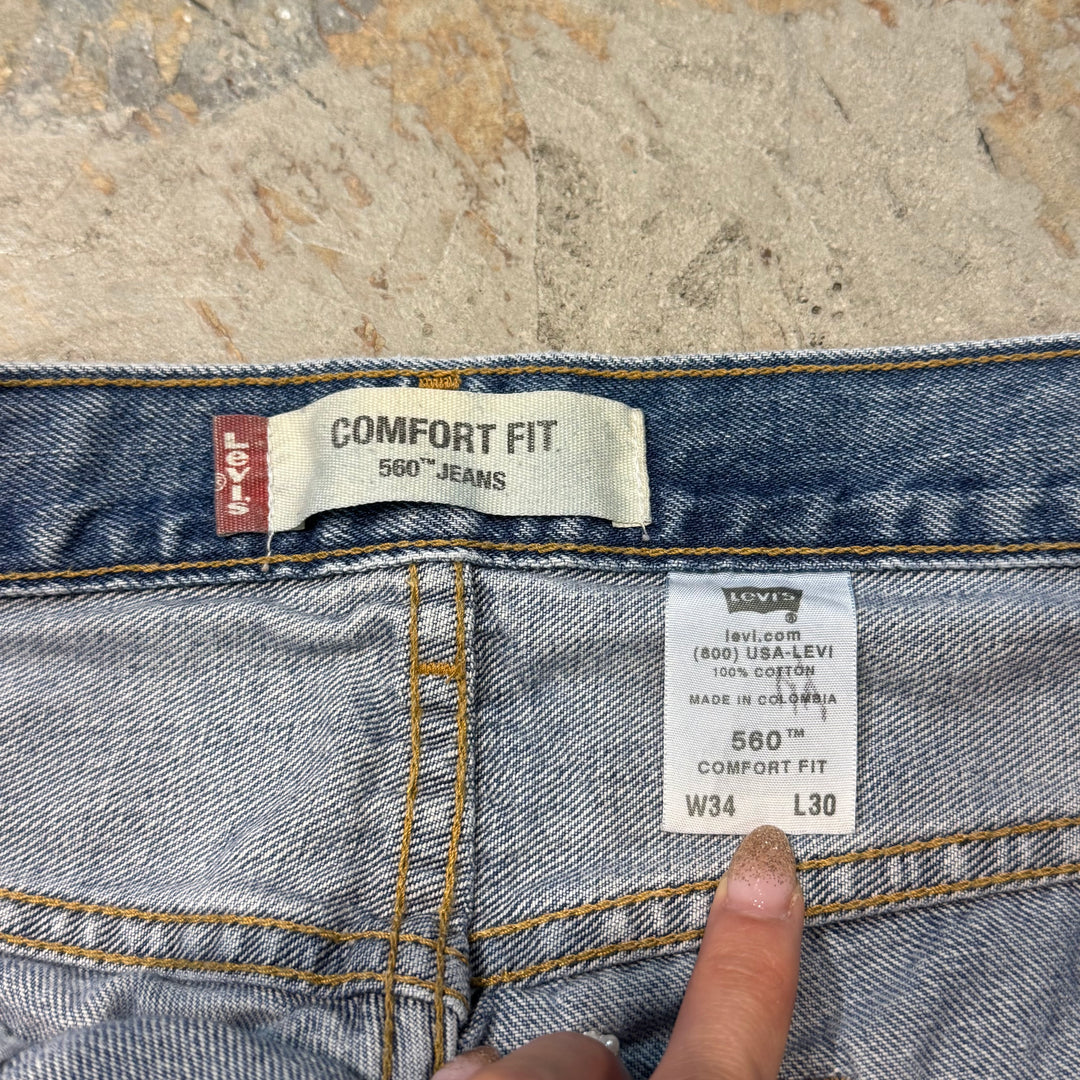 Levi's®
COMFORT FIT
560™ JEANS
Levi's®
levi.com
(800) USA-LEVI
100% COTTON
MADE IN COLOMBIA
560™
COMFORT FIT
W34 L30